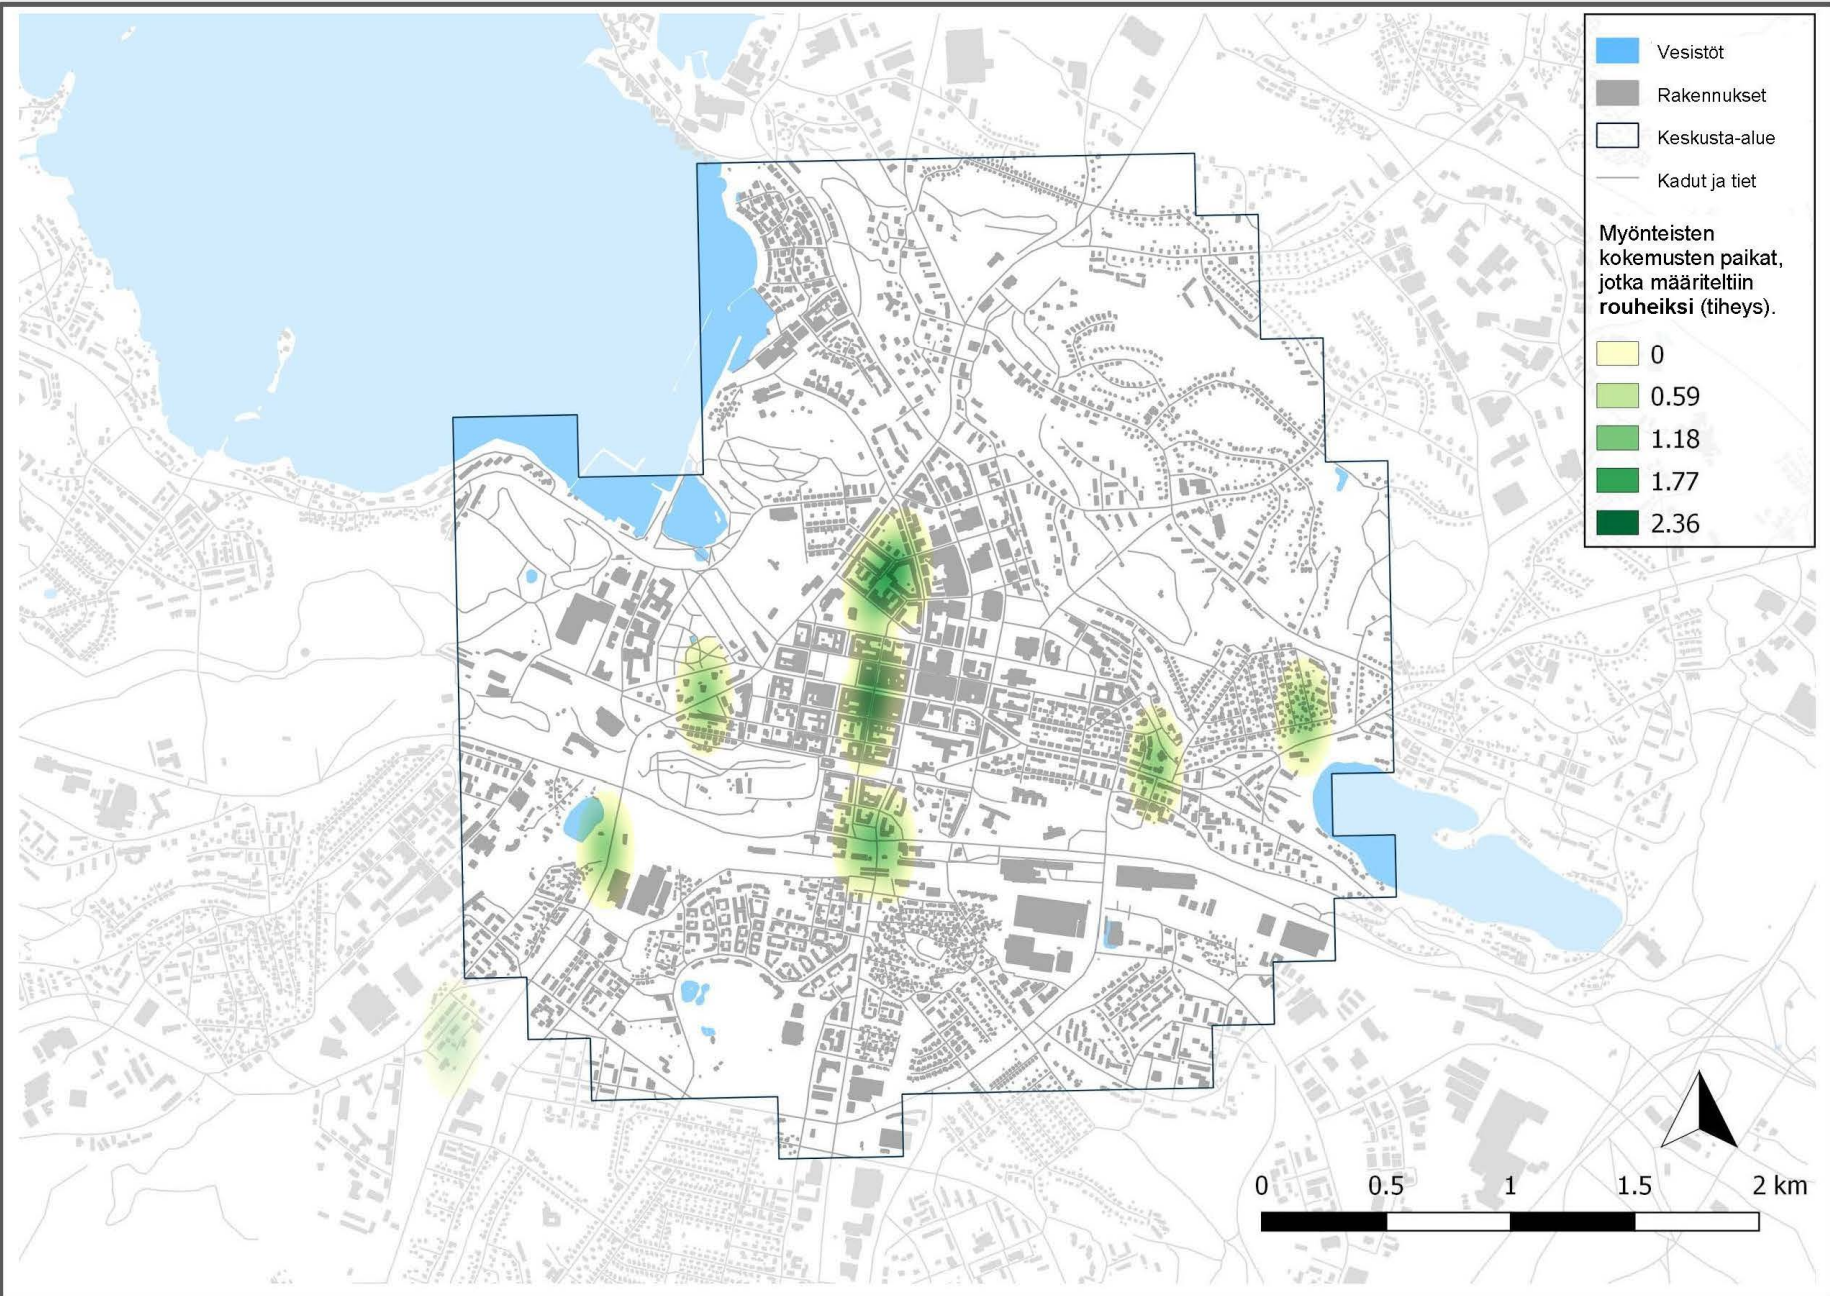 Vesistöt
Rakennukset
Keskusta-alue
Kadut ja tiet
Myönteisten
kokemusten paikat,
jotka määriteltiin
rouheiksi (tiheys).
0
0.59
1.18
1.77
2.36
0 0.5 1 1.5 2 km